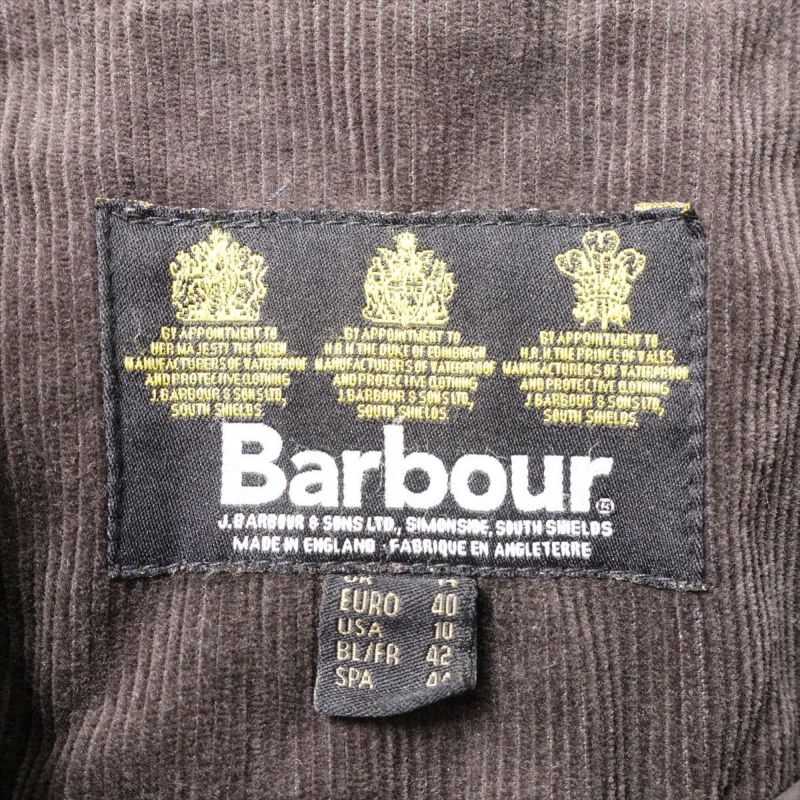 BY APPOINTMENT TO
HER MAJESTY THE QUEEN
MANUFACTURERS OF WATERPROOF
AND PROTECTIVE CLOTHING
J. BARBOUR & SONS LTD,
SOUTH SHIELDS.
BY APPOINTMENT TO
H.R.H. THE DUKE OF EDINBURGH
MANUFACTURERS OF WATERPROOF
AND PROTECTIVE CLOTHING
J. BARBOUR & SONS LTD,
SOUTH SHIELDS.
BY APPOINTMENT TO
H.R.H. THE PRINCE OF WALES
MANUFACTURERS OF WATERPROOF
AND PROTECTIVE CLOTHING
J. BARBOUR & SONS LTD,
SOUTH SHIELDS.
Barbour
J. BARBOUR & SONS LTD., SIMONSIDE, SOUTH SHIELDS
MADE IN ENGLAND · FABRIQUE EN ANGLETERRE
EURO 40
USA 10
BL/FR 42
SPA